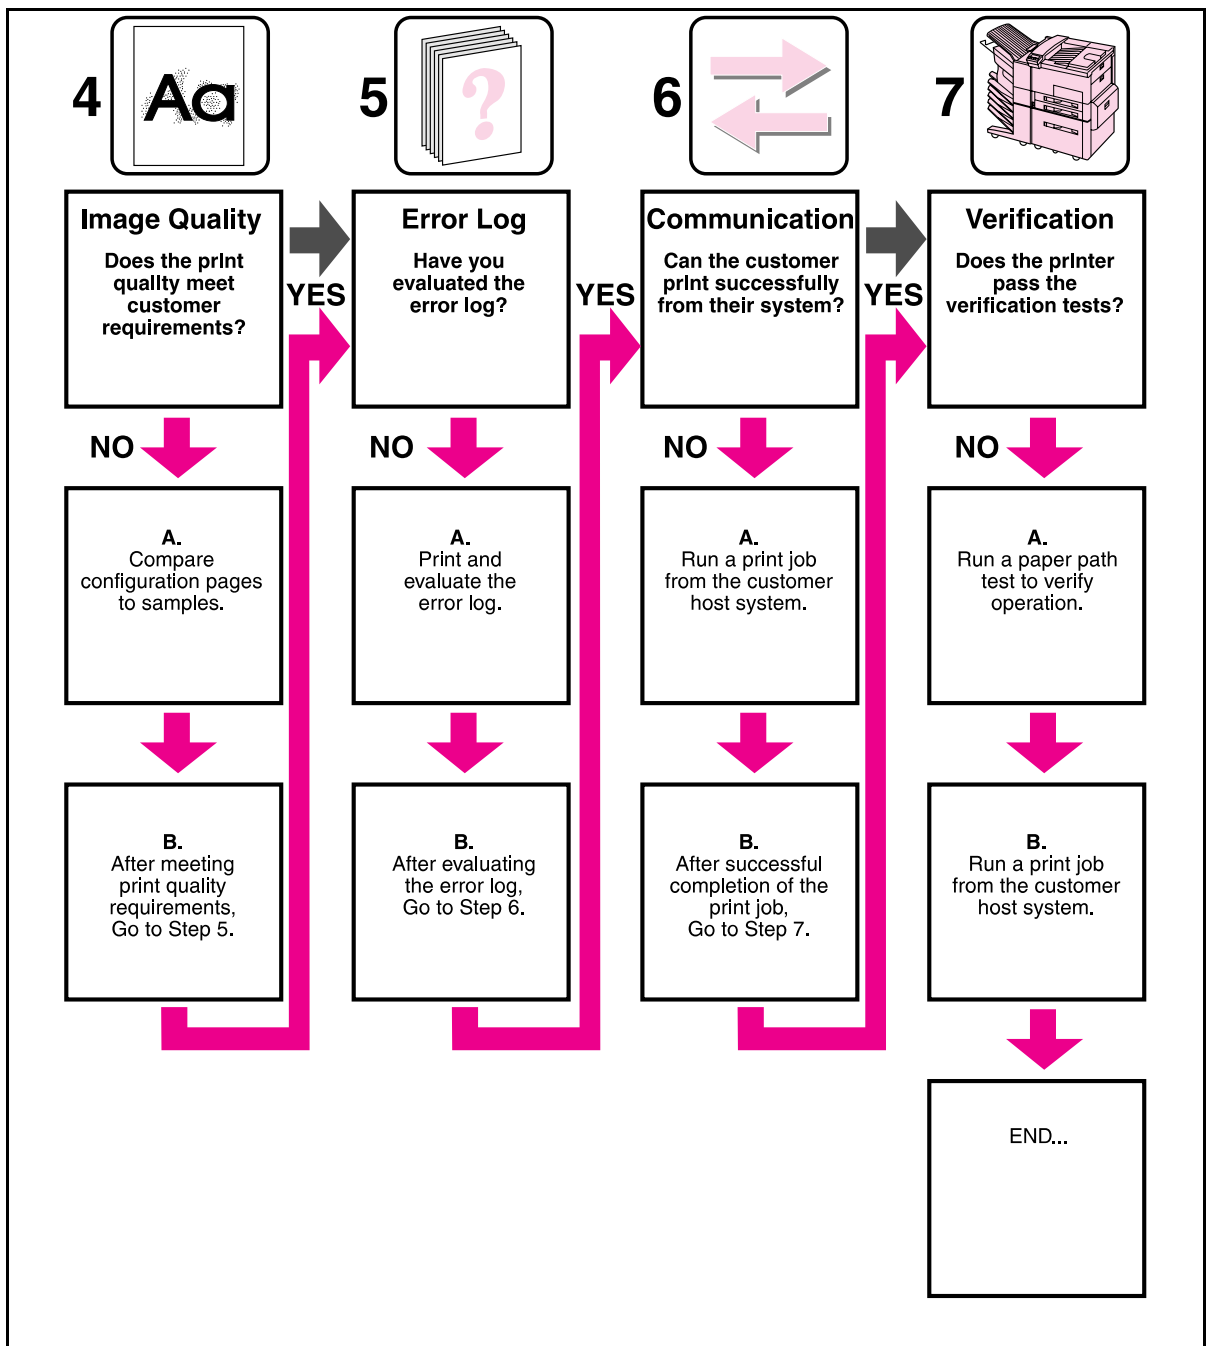 4
Aa
Image Quality
Does the print
quality meet
customer
requirements?
YES
NO
A.
Compare
configuration pages
to samples.
B.
After meeting
print quality
requirements,
Go to Step 5.
5
?
Error Log
Have you
evaluated the
error log?
YES
NO
A.
Print and
evaluate the
error log.
B.
After evaluating
the error log,
Go to Step 6.
6
Communication
Can the customer
print successfully
from their system?
YES
NO
A.
Run a print job
from the customer
host system.
B.
After successful
completion of the
print job,
Go to Step 7.
7
Verification
Does the printer
pass the
verification tests?
NO
A.
Run a paper path
test to verify
operation.
B.
Run a print job
from the customer
host system.
END...